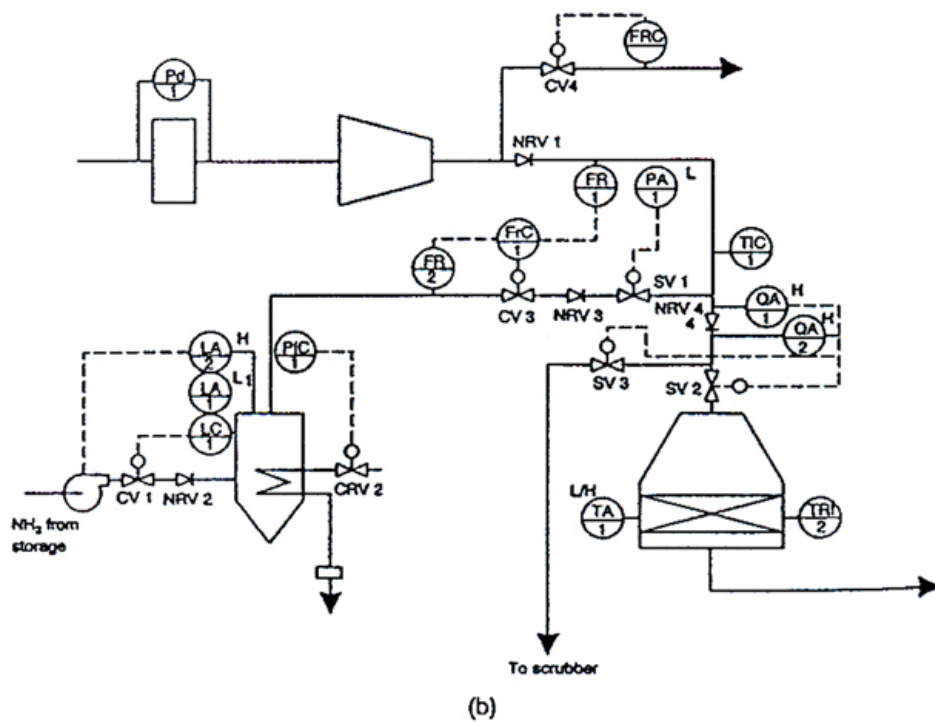 FRC
Pd
1
CV4
NRV 1
FR
1
PA
1
L
FrC
1
TIC
1
FR
2
SV 1
QA
1
H
CV 3
NRV 3
NRV 4
4
QA
2
H
LA
2
H
PIC
1
SV 3
SV 2
LA
1
L1
LC
1
CV 1
NRV 2
CRV 2
L/H
TA
1
TRI
2
NH3 from
storage
To scrubber
(b)